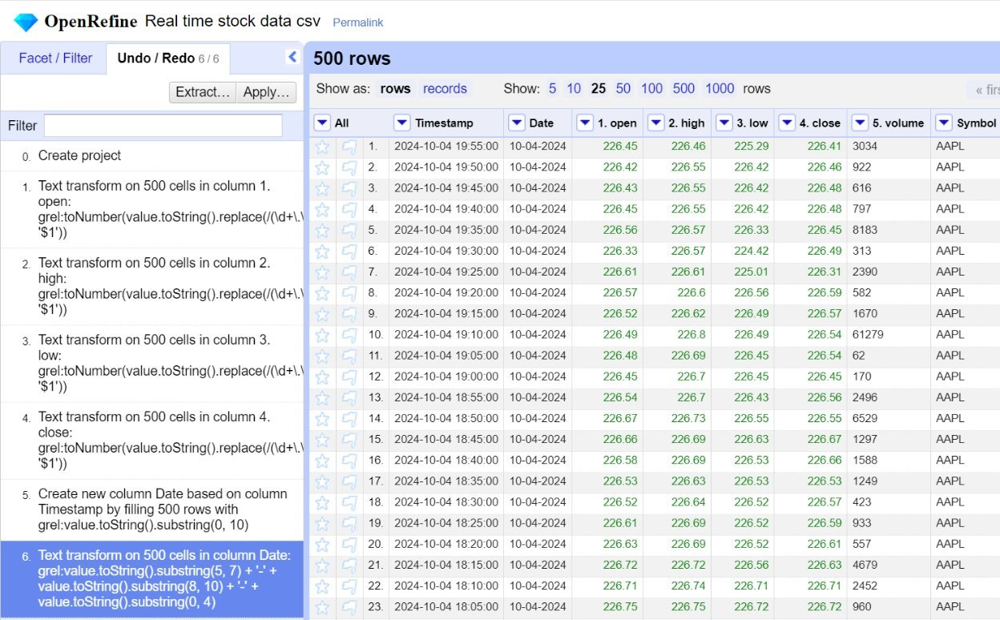 OpenRefine Real time stock data csv Permalink
Facet / Filter Undo / Redo 6 / 6
500 rows
Extract... Apply...
Show as: rows records Show: 5 10 25 50 100 500 1000 rows « firs
Filter
All Timestamp Date 1. open 2. high 3. low 4. close 5. volume Symbol
0. Create project
1. Text transform on 500 cells in column 1.
open:
grel:toNumber(value.toString().replace(/(\d+\.\
'$1'))
2. Text transform on 500 cells in column 2.
high:
grel:toNumber(value.toString().replace(/(\d+\.\
'$1'))
3. Text transform on 500 cells in column 3.
low:
grel:toNumber(value.toString().replace(/(\d+\.\
'$1'))
4. Text transform on 500 cells in column 4.
close:
grel:toNumber(value.toString().replace(/(\d+\.\
'$1'))
5. Create new column Date based on column
Timestamp by filling 500 rows with
grel:value.toString().substring(0, 10)
6. Text transform on 500 cells in column Date:
grel:value.toString().substring(5, 7) + '-' +
value.toString().substring(8, 10) + '-' +
value.toString().substring(0, 4)
1. 2024-10-04 19:55:00 10-04-2024 226.45 226.46 225.29 226.41 3034 AAPL
2. 2024-10-04 19:50:00 10-04-2024 226.42 226.55 226.42 226.46 922 AAPL
3. 2024-10-04 19:45:00 10-04-2024 226.43 226.55 226.42 226.48 616 AAPL
4. 2024-10-04 19:40:00 10-04-2024 226.45 226.55 226.42 226.48 797 AAPL
5. 2024-10-04 19:35:00 10-04-2024 226.56 226.57 226.33 226.45 8183 AAPL
6. 2024-10-04 19:30:00 10-04-2024 226.33 226.57 224.42 226.49 313 AAPL
7. 2024-10-04 19:25:00 10-04-2024 226.61 226.61 225.01 226.31 2390 AAPL
8. 2024-10-04 19:20:00 10-04-2024 226.57 226.6 226.56 226.59 582 AAPL
9. 2024-10-04 19:15:00 10-04-2024 226.52 226.62 226.49 226.57 1670 AAPL
10. 2024-10-04 19:10:00 10-04-2024 226.49 226.8 226.49 226.54 61279 AAPL
11. 2024-10-04 19:05:00 10-04-2024 226.48 226.69 226.45 226.54 62 AAPL
12. 2024-10-04 19:00:00 10-04-2024 226.45 226.7 226.45 226.45 170 AAPL
13. 2024-10-04 18:55:00 10-04-2024 226.54 226.7 226.43 226.56 2496 AAPL
14. 2024-10-04 18:50:00 10-04-2024 226.67 226.73 226.55 226.55 6529 AAPL
15. 2024-10-04 18:45:00 10-04-2024 226.66 226.69 226.63 226.67 1297 AAPL
16. 2024-10-04 18:40:00 10-04-2024 226.58 226.69 226.53 226.66 1588 AAPL
17. 2024-10-04 18:35:00 10-04-2024 226.53 226.63 226.53 226.53 1249 AAPL
18. 2024-10-04 18:30:00 10-04-2024 226.52 226.64 226.52 226.57 423 AAPL
19. 2024-10-04 18:25:00 10-04-2024 226.61 226.69 226.52 226.59 933 AAPL
20. 2024-10-04 18:20:00 10-04-2024 226.63 226.69 226.52 226.61 557 AAPL
21. 2024-10-04 18:15:00 10-04-2024 226.72 226.72 226.56 226.63 4679 AAPL
22. 2024-10-04 18:10:00 10-04-2024 226.71 226.74 226.71 226.71 2452 AAPL
23. 2024-10-04 18:05:00 10-04-2024 226.75 226.75 226.72 226.72 960 AAPL